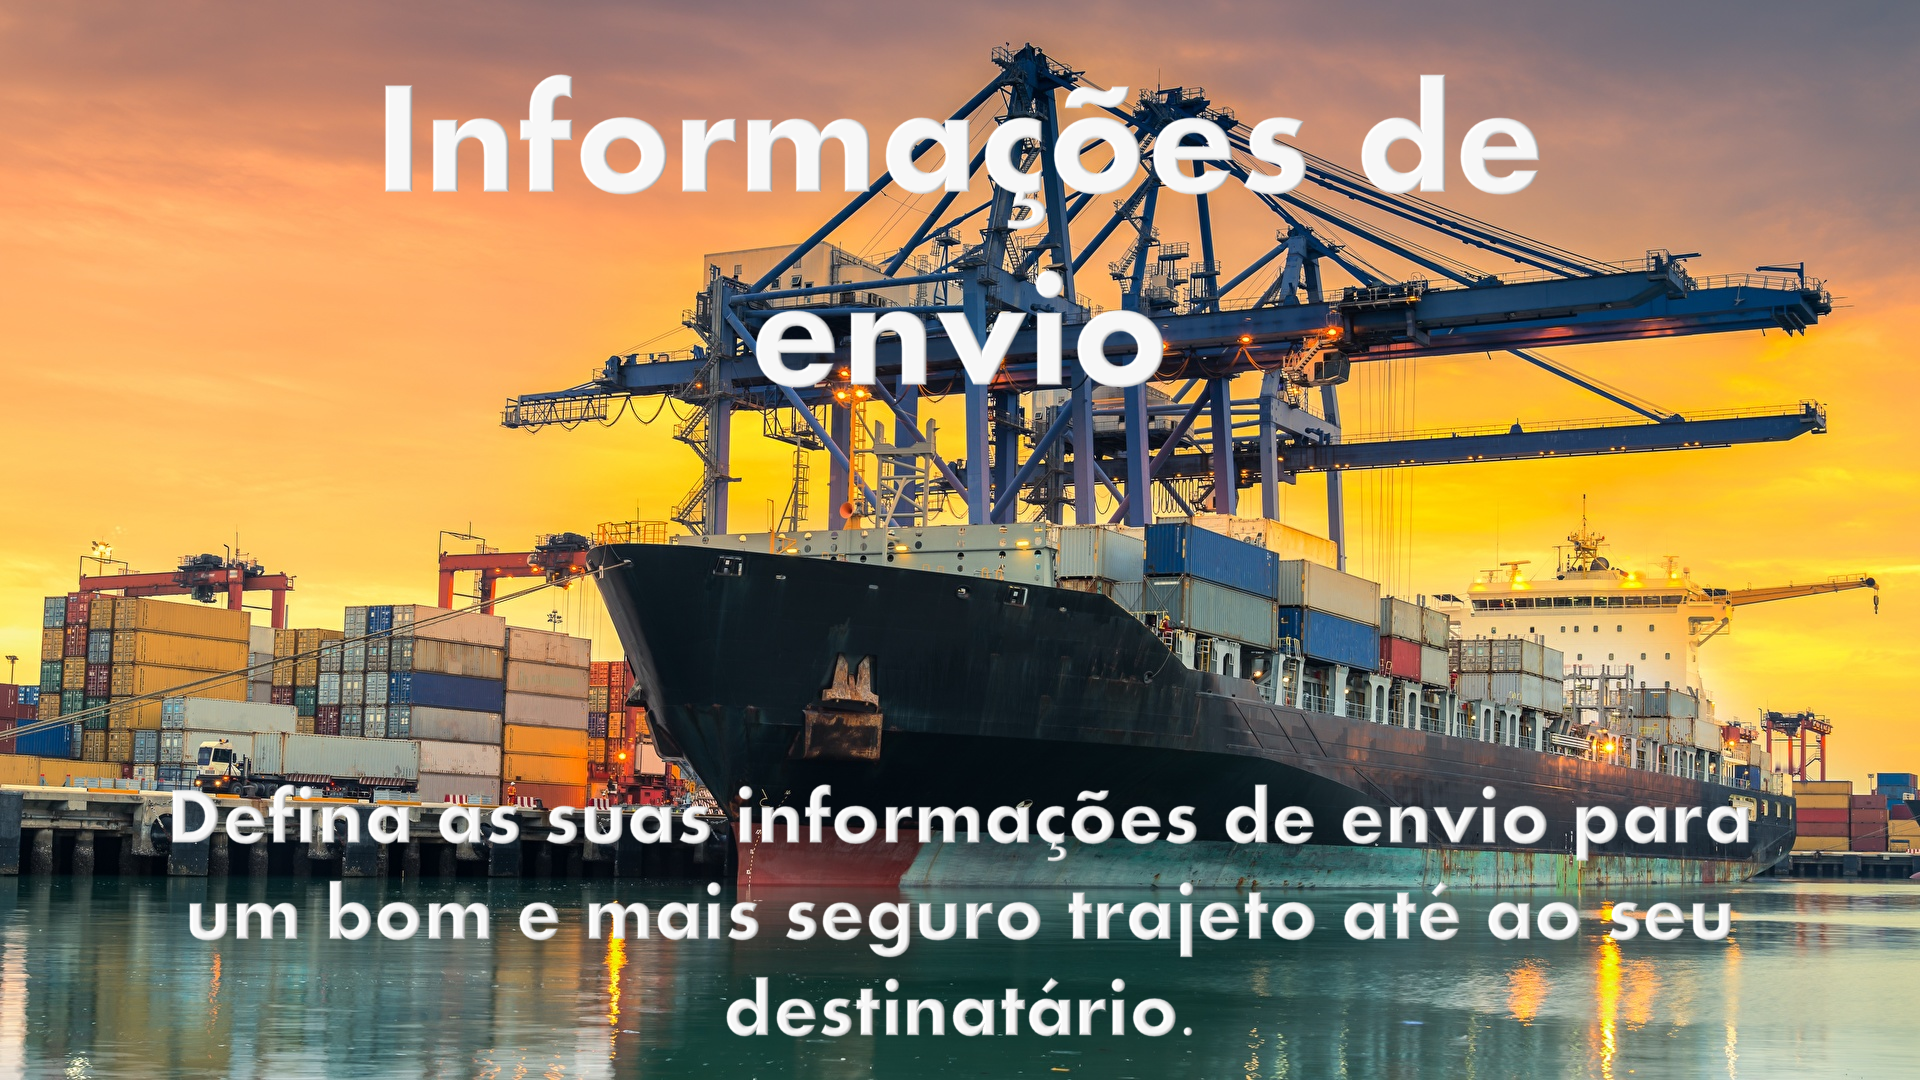 Informações de
envio
Defina as suas informações de envio para
um bom e mais seguro trajeto até ao seu
destinatário.